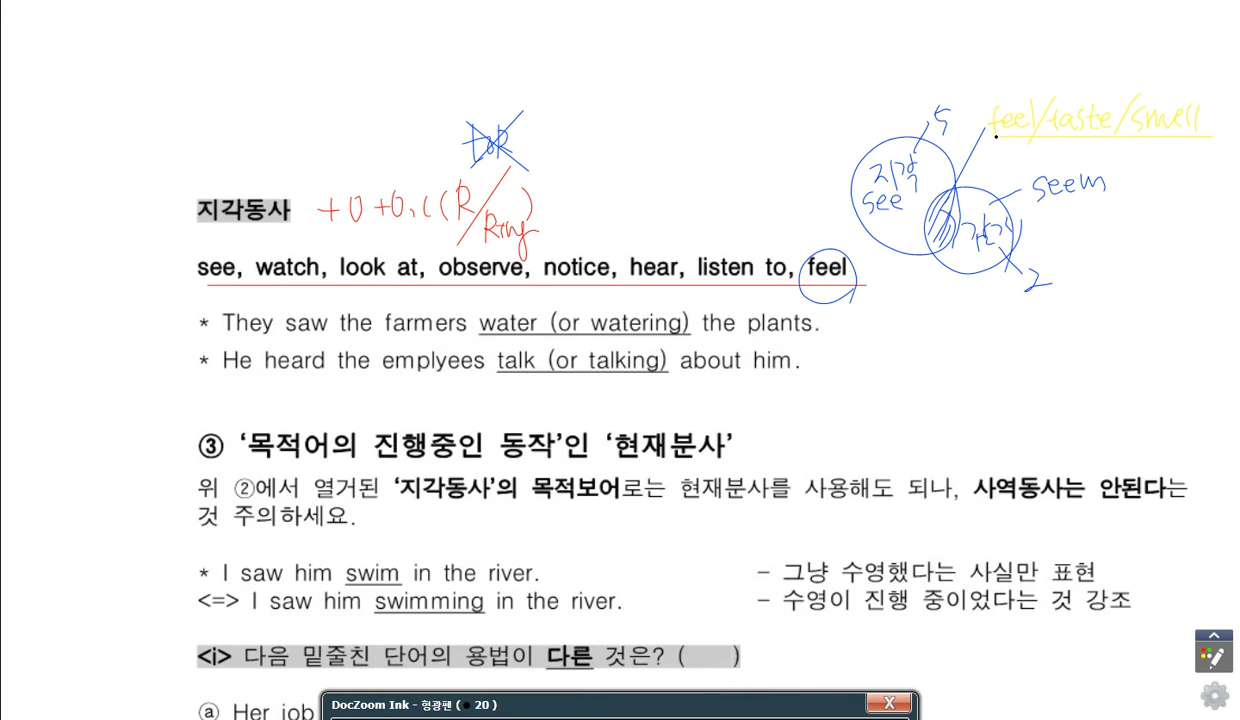 5
feel/taste/smell
toR
지각
see
seem
감각
2
지각동사 +O +O.C (R/Ring)
see, watch, look at, observe, notice, hear, listen to, feel
* They saw the farmers water (or watering) the plants.
* He heard the emplyees talk (or talking) about him.
③ ‘목적어의 진행중인 동작’인 ‘현재분사’
위 ②에서 열거된 ‘지각동사’의 목적보어로는 현재분사를 사용해도 되나, 사역동사는 안된다는
것 주의하세요.
* I saw him swim in the river. – 그냥 수영했다는 사실만 표현
<=> I saw him swimming in the river. – 수영이 진행 중이었다는 것 강조
<i> 다음 밑줄친 단어의 용법이 다른 것은? ( )
ⓐ Her job
DocZoom Ink - 형광펜 ( ● 20 ) X